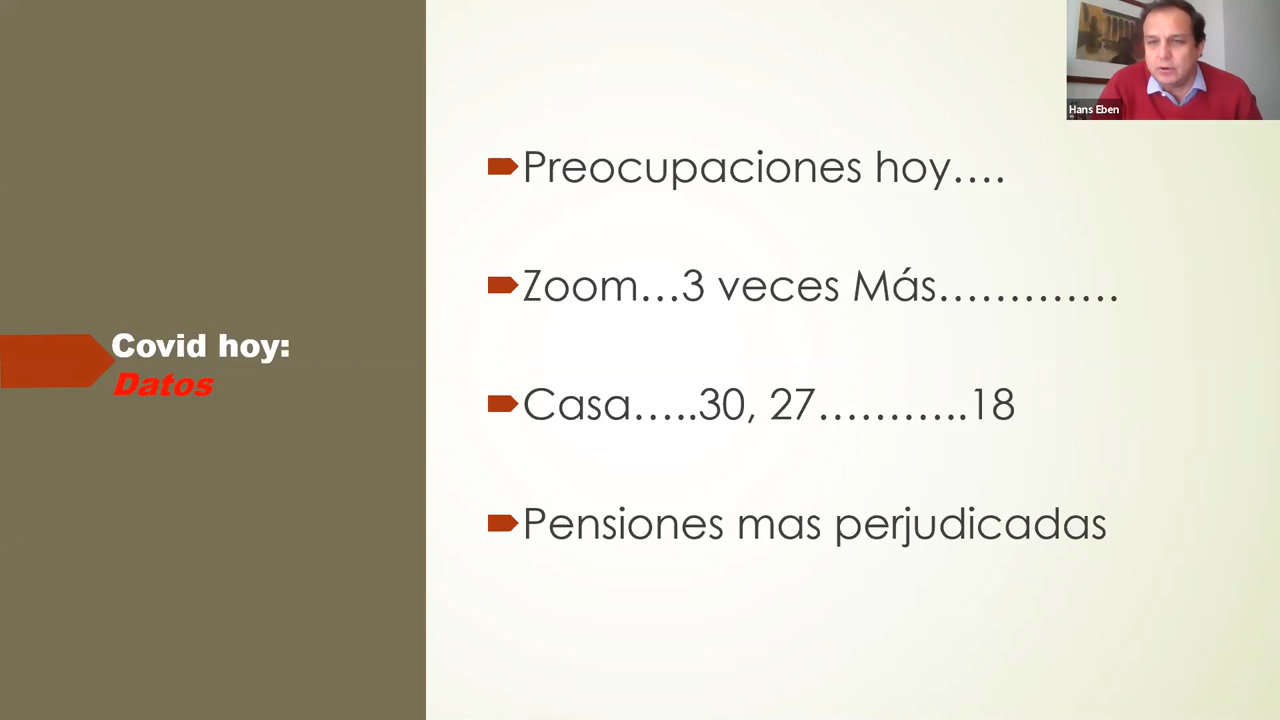 Hans Eben
Preocupaciones hoy....
Zoom...3 veces Más.............
Casa.....30, 27...........18
Pensiones mas perjudicadas
Covid hoy:
Datos